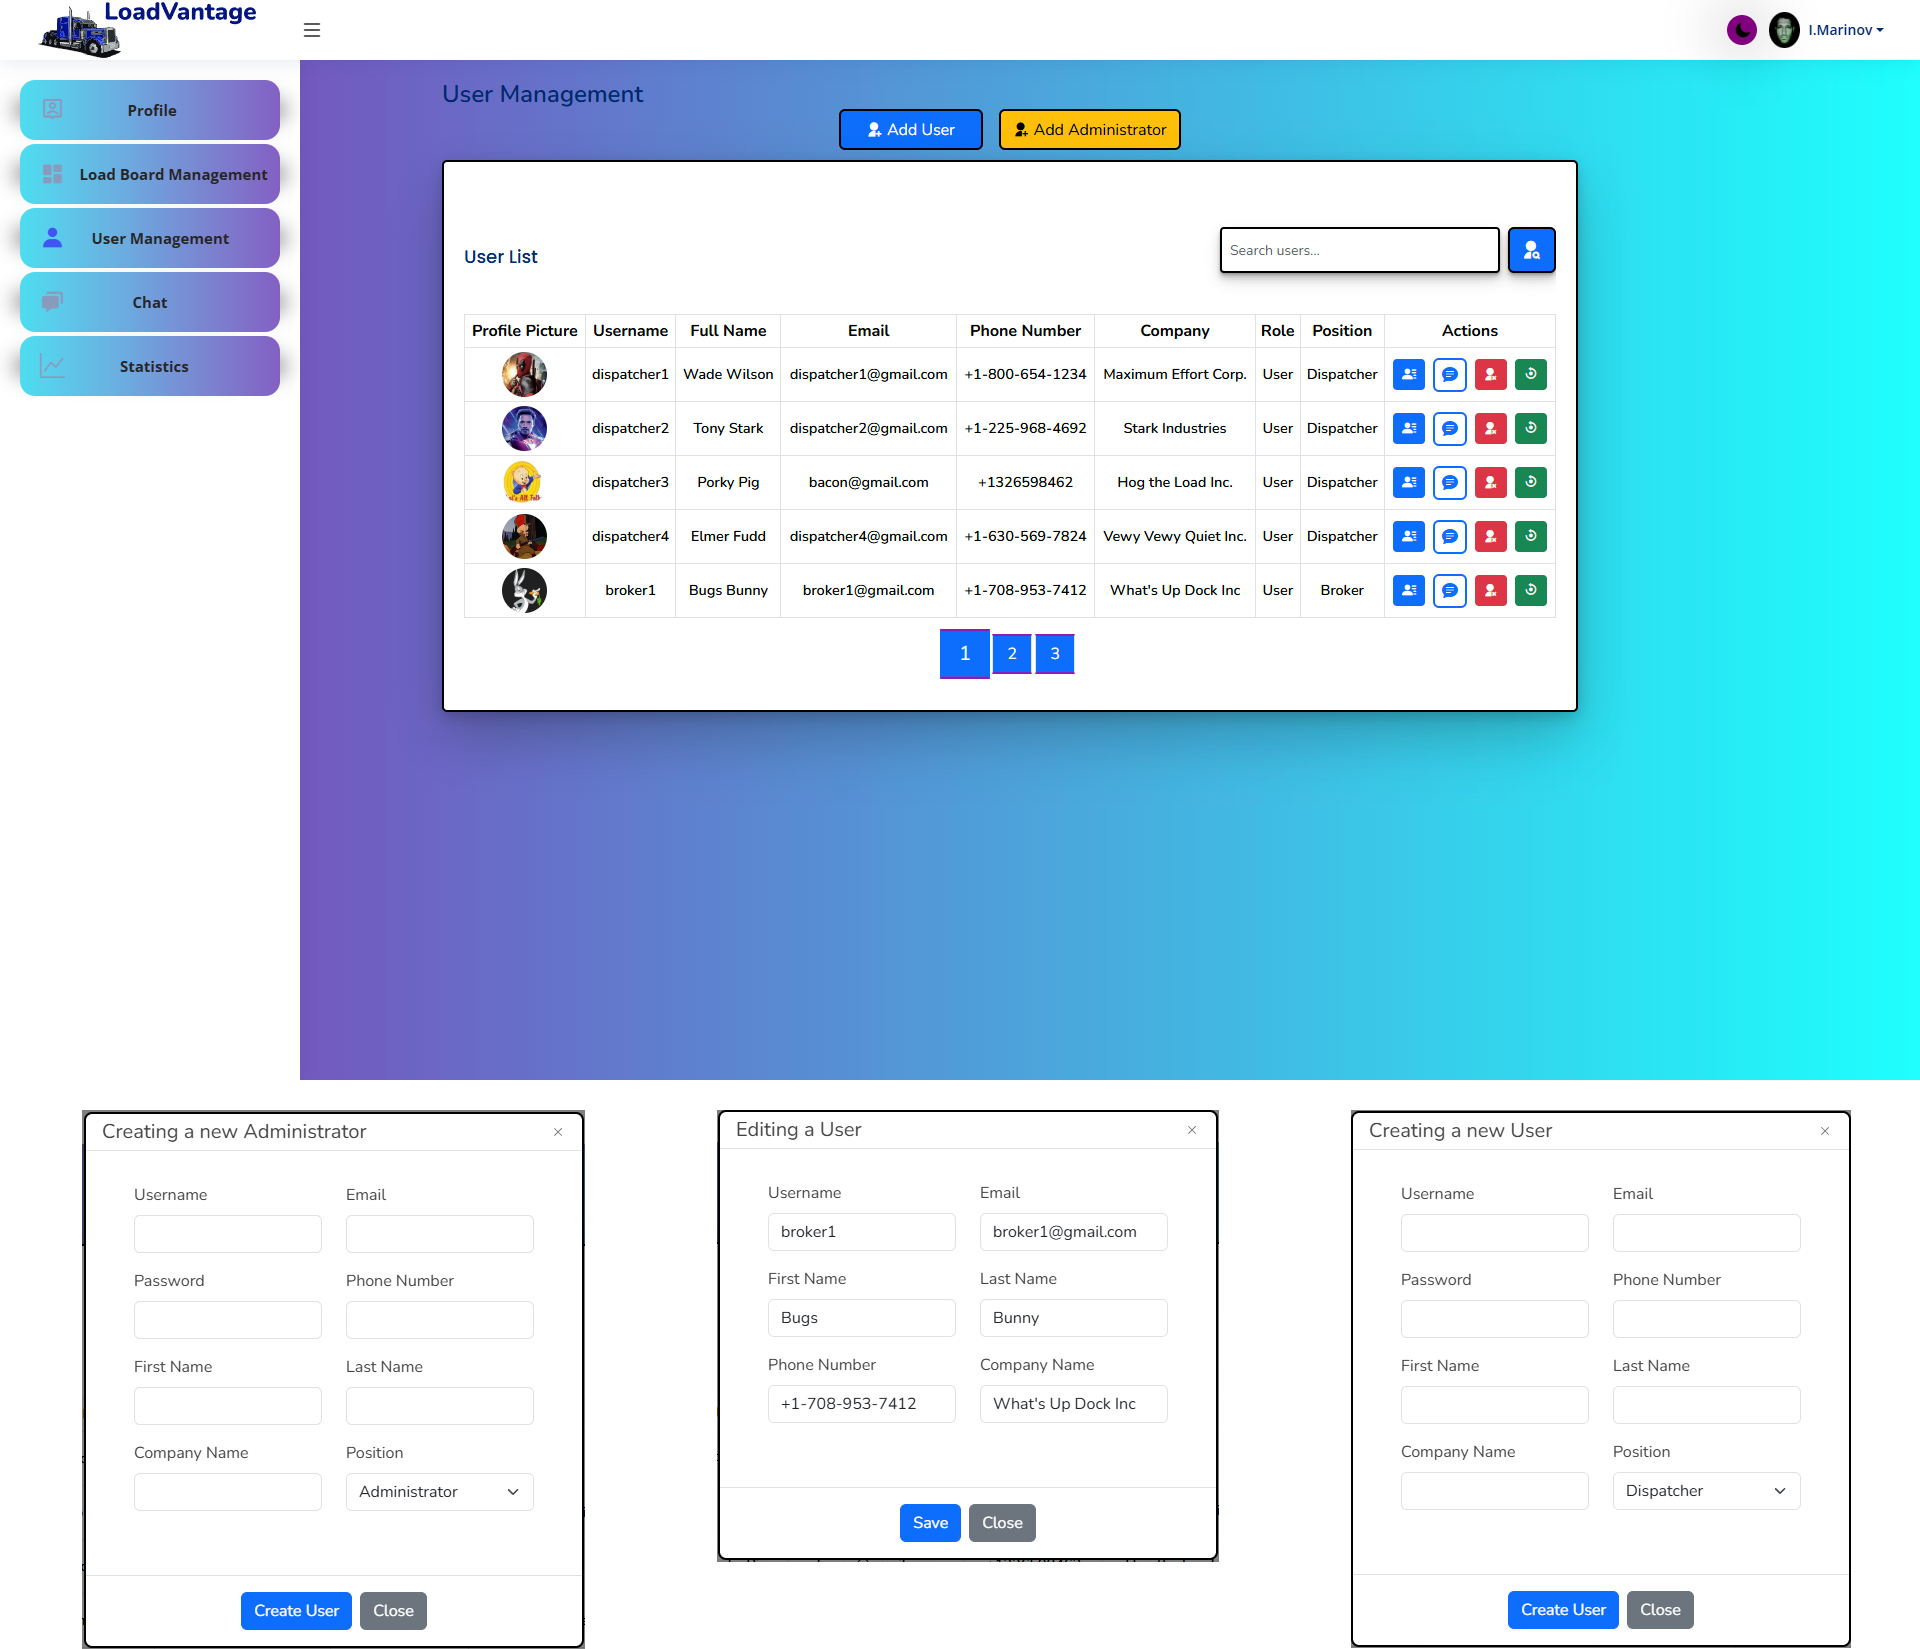 LoadVantage
I.Marinov
Profile
Load Board Management
User Management
Chat
Statistics
User Management
Add User
Add Administrator
User List
Search users...
Profile Picture Username Full Name Email Phone Number Company Role Position Actions
dispatcher1 Wade Wilson dispatcher1@gmail.com +1-800-654-1234 Maximum Effort Corp. User Dispatcher
dispatcher2 Tony Stark dispatcher2@gmail.com +1-225-968-4692 Stark Industries User Dispatcher
dispatcher3 Porky Pig bacon@gmail.com +1326598462 Hog the Load Inc. User Dispatcher
dispatcher4 Elmer Fudd dispatcher4@gmail.com +1-630-569-7824 Vewy Vewy Quiet Inc. User Dispatcher
broker1 Bugs Bunny broker1@gmail.com +1-708-953-7412 What's Up Dock Inc User Broker
1 2 3
Creating a new Administrator
Username Email
Password Phone Number
First Name Last Name
Company Name Position
Administrator
Create User Close
Editing a User
Username Email
broker1 broker1@gmail.com
First Name Last Name
Bugs Bunny
Phone Number Company Name
+1-708-953-7412 What's Up Dock Inc
Save Close
Creating a new User
Username Email
Password Phone Number
First Name Last Name
Company Name Position
Dispatcher
Create User Close